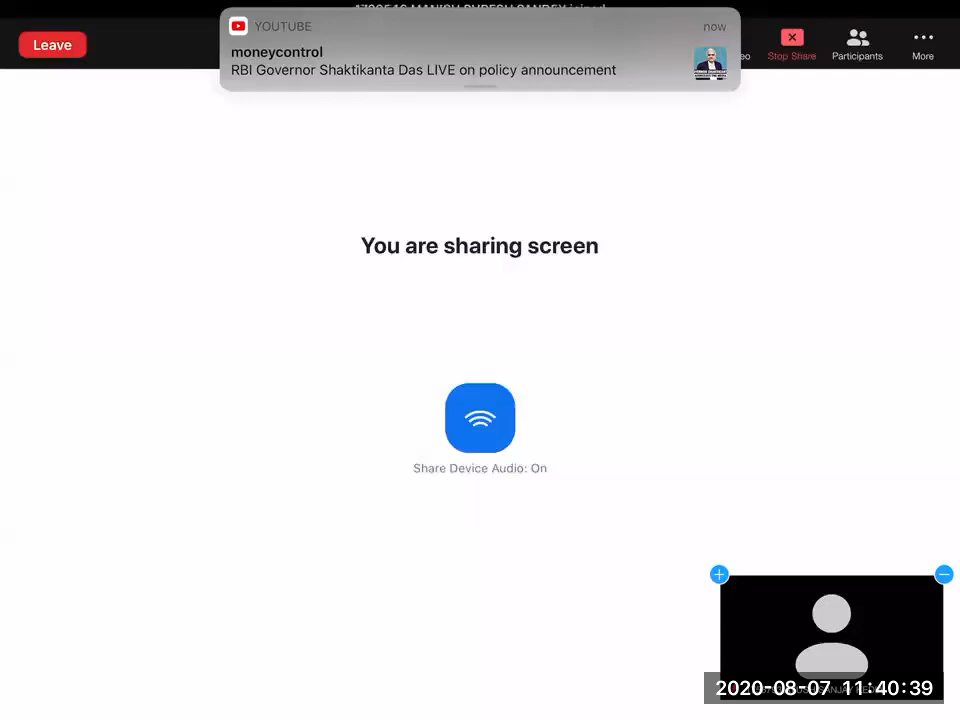 Leave
YOUTUBE
now
moneycontrol
RBI Governor Shaktikanta Das LIVE on policy announcement
Stop Share
Participants
More
You are sharing screen
Share Device Audio: On
2020-08-07 11:40:39